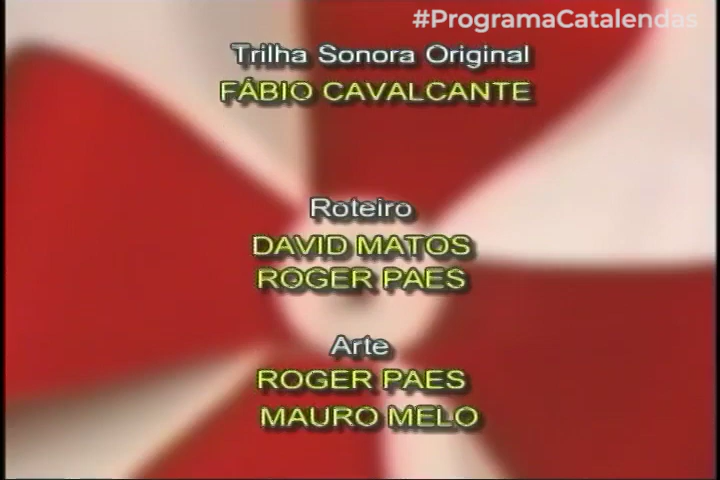 #ProgramaCatalendas
Trilha Sonora Original
FÁBIO CAVALCANTE
Roteiro
DAVID MATOS
ROGER PAES
Arte
ROGER PAES
MAURO MELO